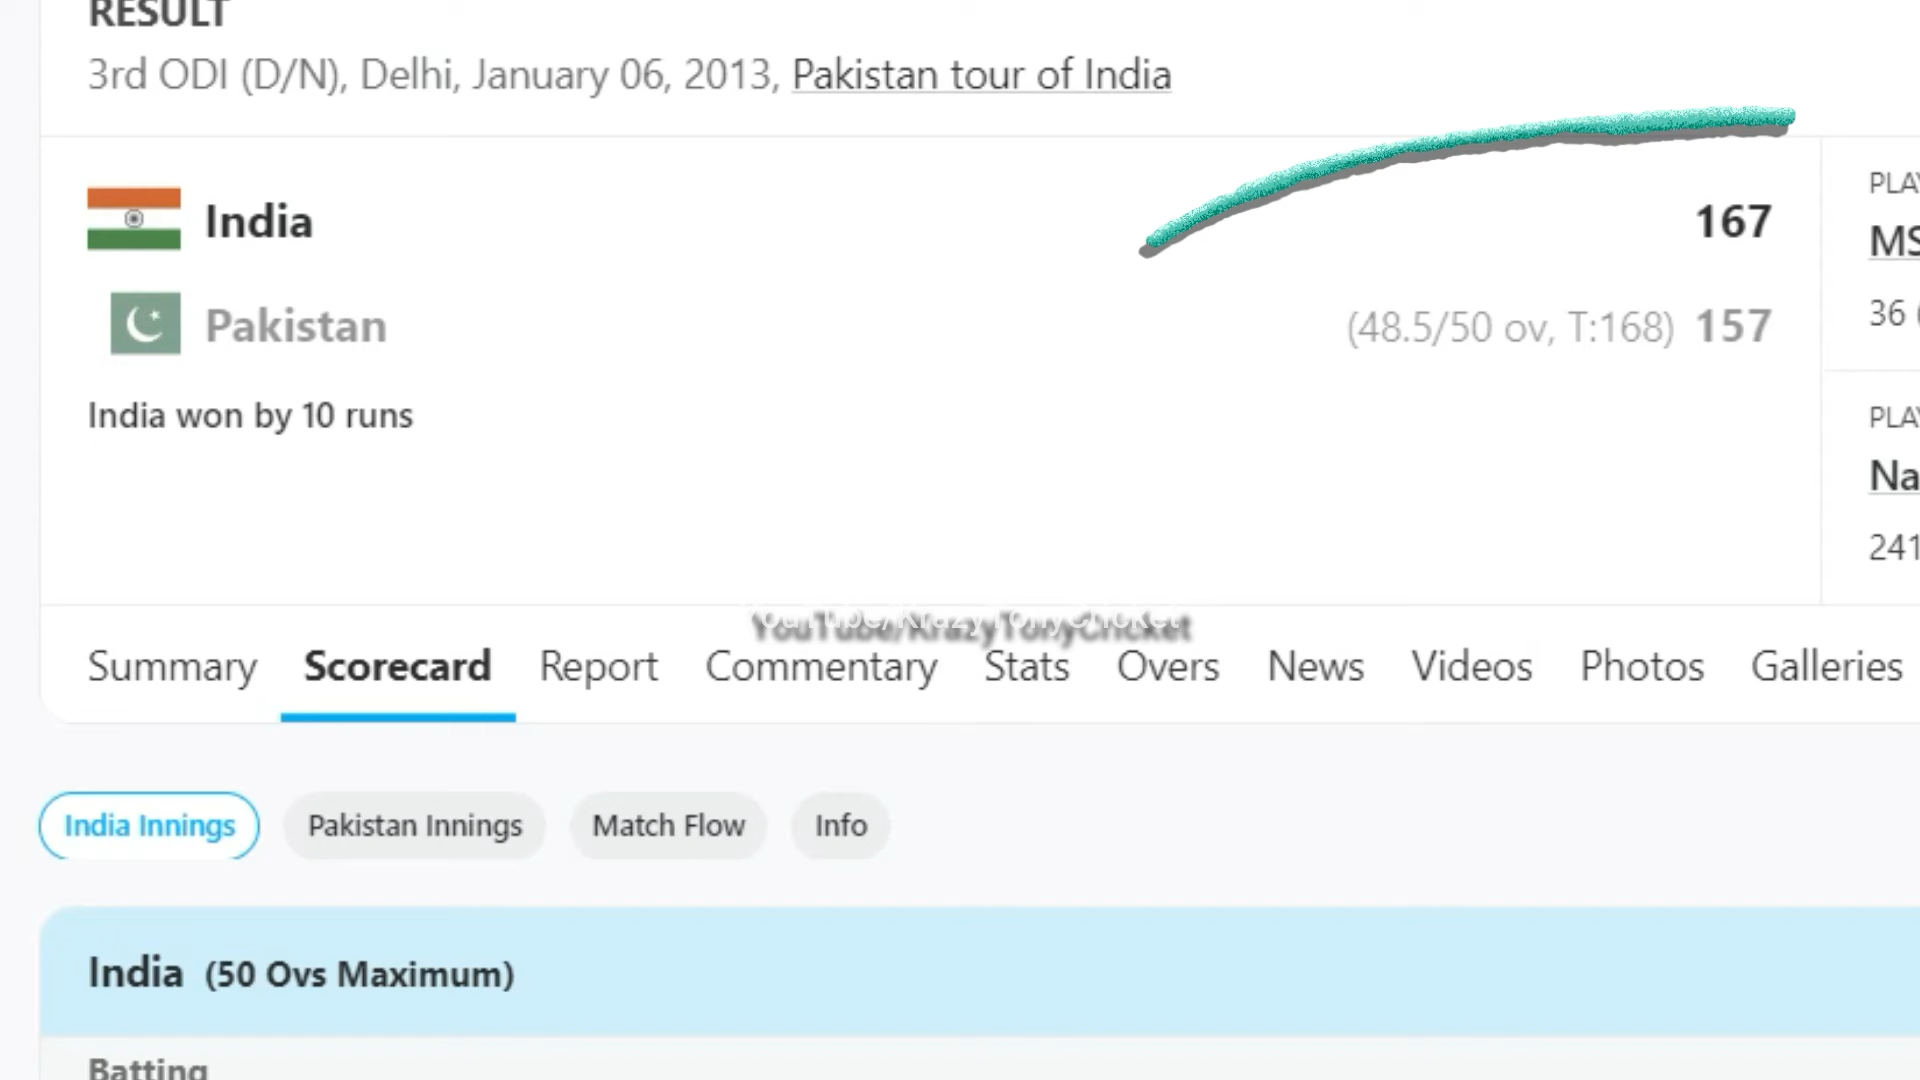 RESULT
3rd ODI (D/N), Delhi, January 06, 2013, Pakistan tour of India
India 167
Pakistan (48.5/50 ov, T:168) 157
India won by 10 runs
PLA
MS
36
PLA
Na
241
YouTube/KrazyTonyCricket
Summary Scorecard Report Commentary Stats Overs News Videos Photos Galleries
India Innings Pakistan Innings Match Flow Info
India (50 Ovs Maximum)
Batting